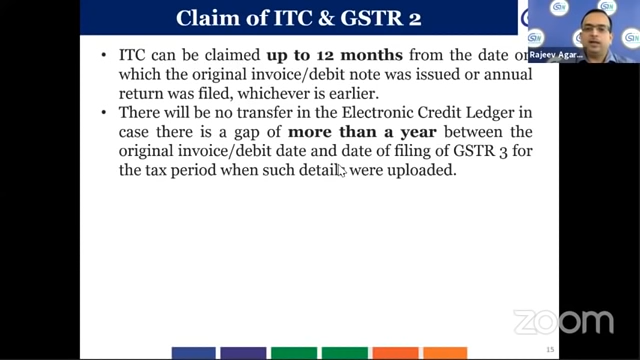 Claim of ITC & GSTR 2
Rajeev Agar...
• ITC can be claimed up to 12 months from the date on
which the original invoice/debit note was issued or annual
return was filed, whichever is earlier.
• There will be no transfer in the Electronic Credit Ledger in
case there is a gap of more than a year between the
original invoice/debit date and date of filing of GSTR 3 for
the tax period when such details were uploaded.
zoom
15